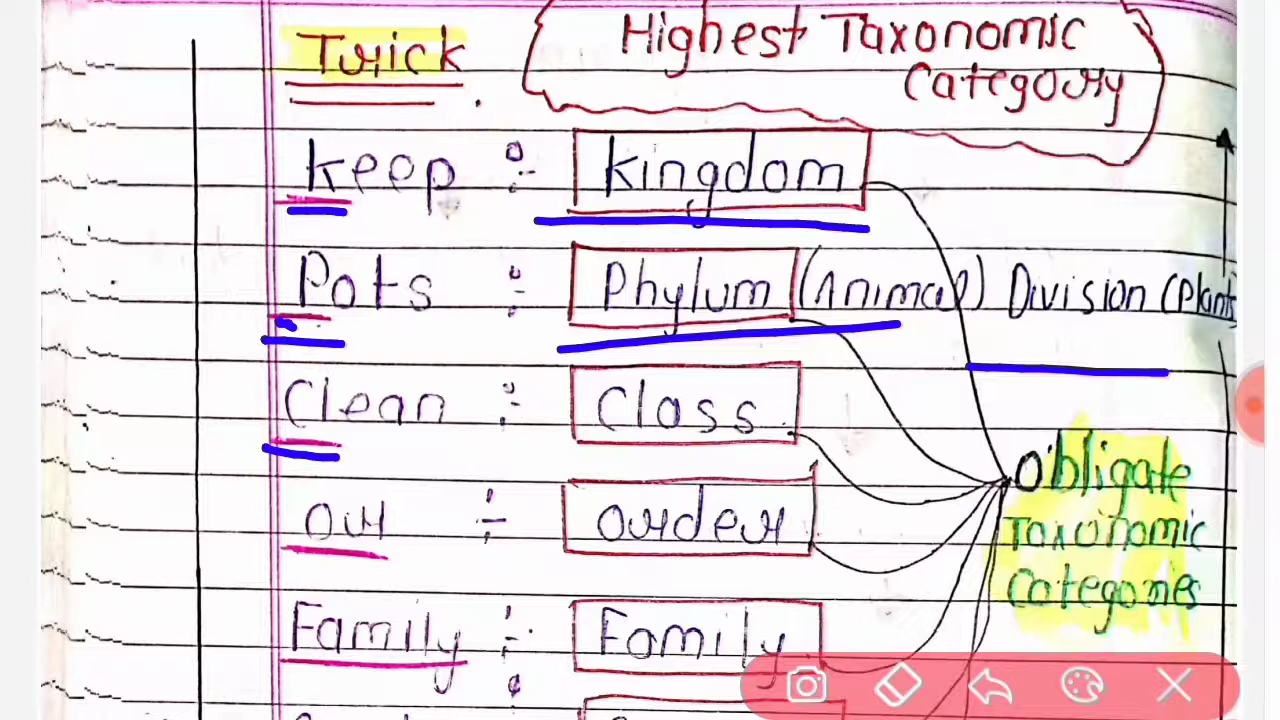 Trick
Highest Taxonomic
Category
keep : kingdom
Pots : Phylum (Animal) Division (Plants
Clean : Class
our : order
Family : Family
Obligate
Taxonomic
Categories